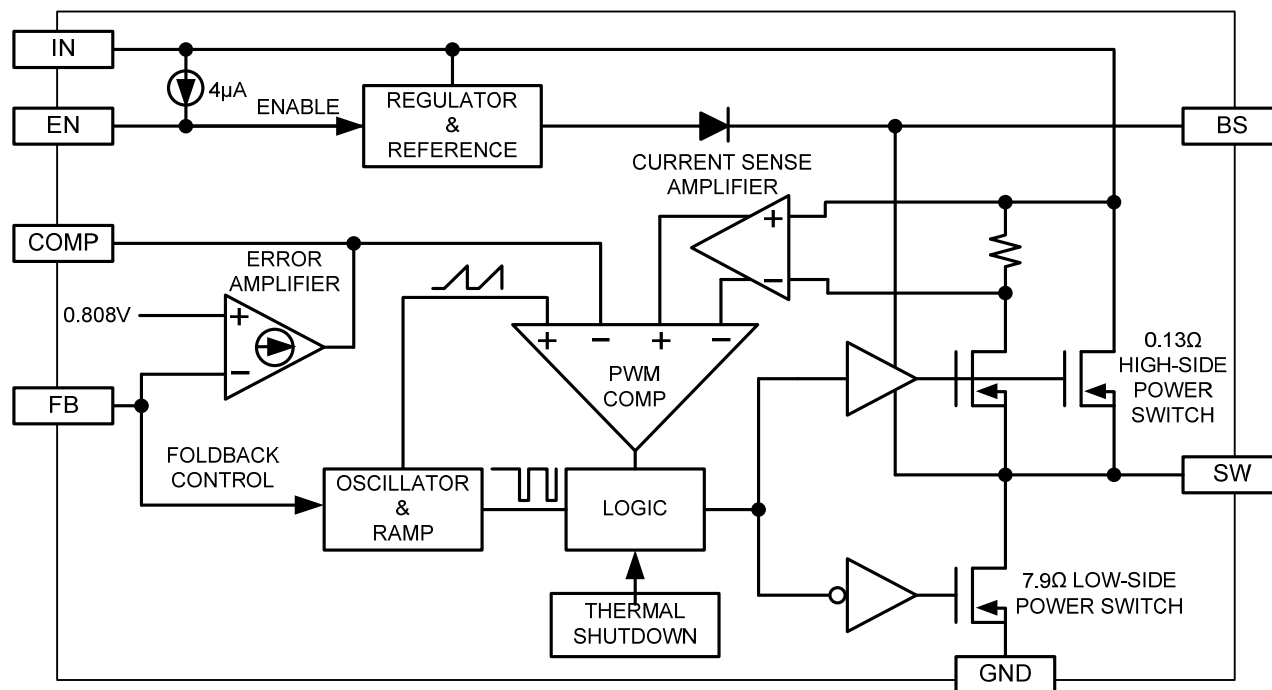 IN
4µA
EN
ENABLE
REGULATOR
&
REFERENCE
BS
CURRENT SENSE
AMPLIFIER
+
−
COMP
ERROR
AMPLIFIER
0.808V
+
−
FB
+
−
+
−
PWM
COMP
0.13Ω
HIGH-SIDE
POWER
SWITCH
FOLDBACK
CONTROL
OSCILLATOR
&
RAMP
LOGIC
SW
THERMAL
SHUTDOWN
7.9Ω LOW-SIDE
POWER SWITCH
GND